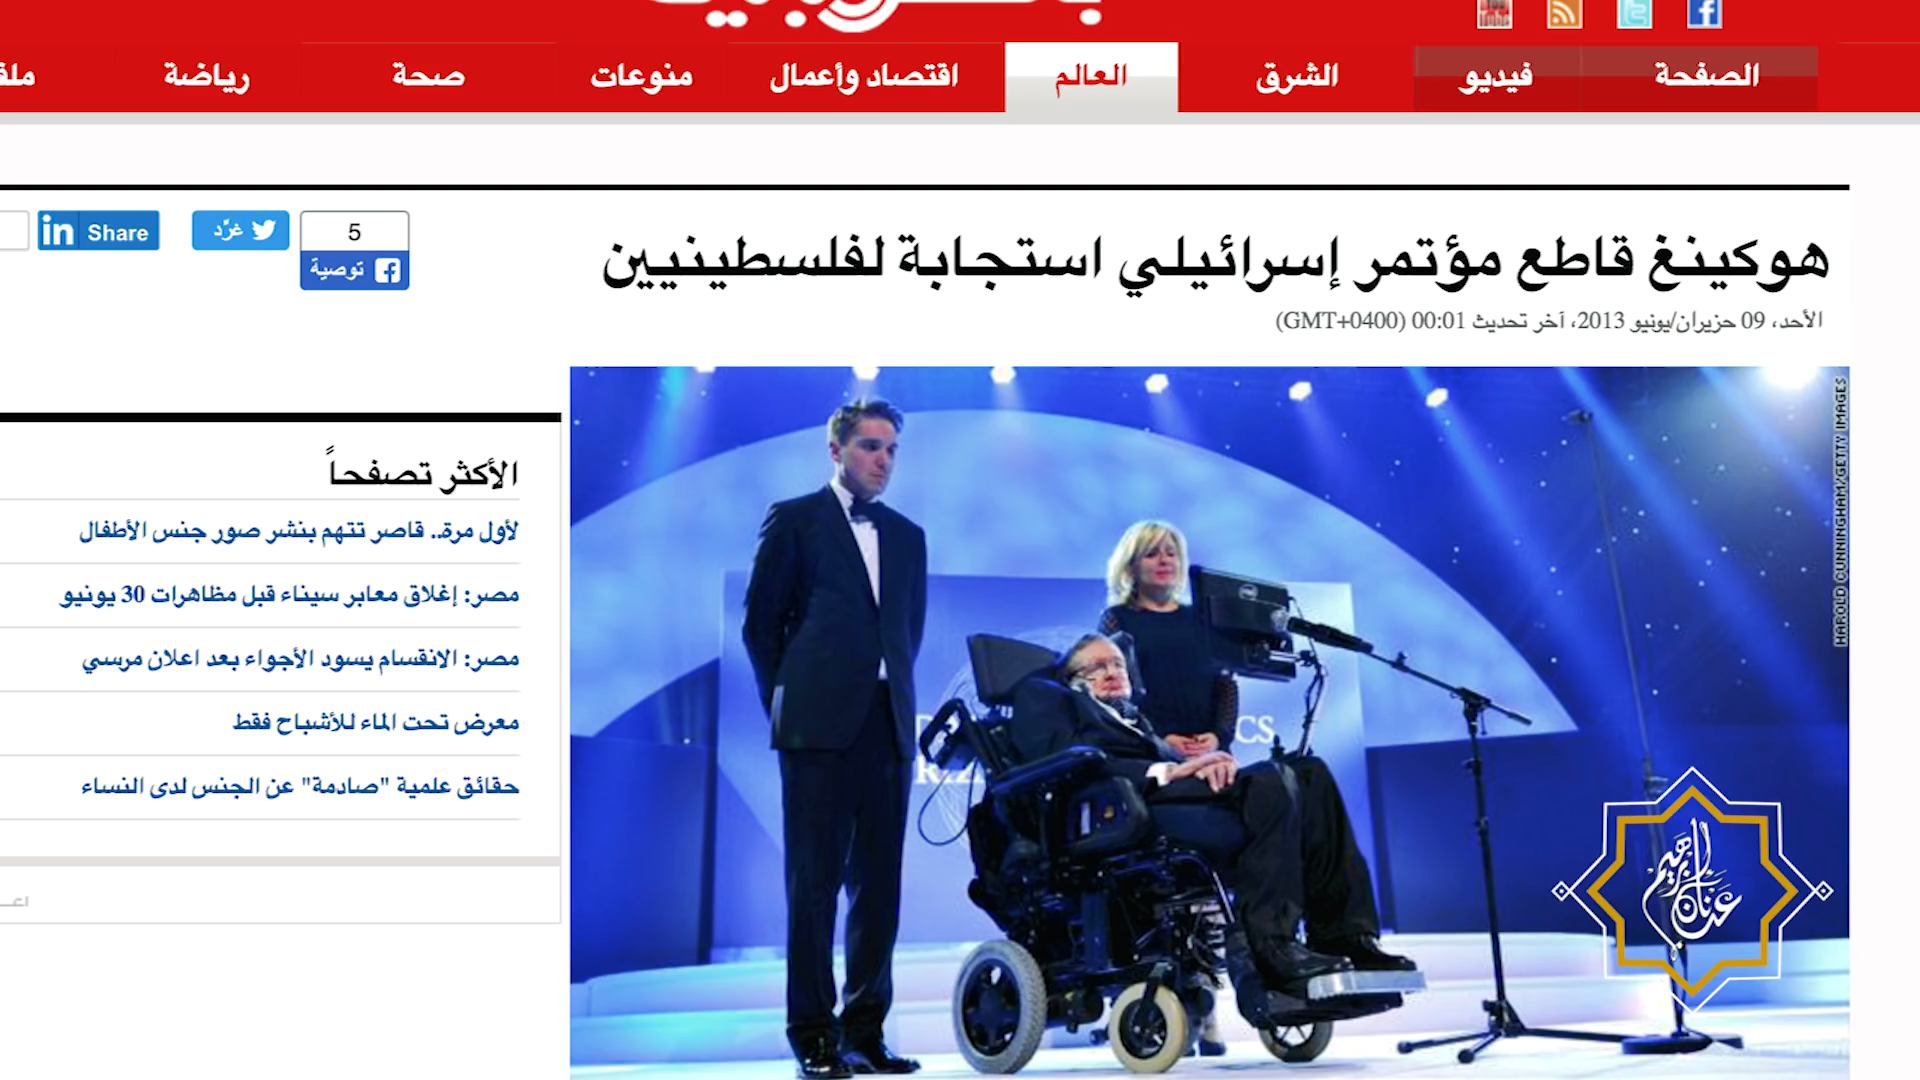 الصفحة
فيديو
الشرق
العالم
اقتصاد وأعمال
منوعات
صحة
رياضة
هوكينغ قاطع مؤتمر إسرائيلي استجابة لفلسطينيين
الأحد، 09 حزيران/يونيو 2013، آخر تحديث 00:01 (GMT+0400)
5
توصية
غرِّد
in Share
HAROLD CUNNINGHAM/GETTY IMAGES
الأكثر تصفحاً
لأول مرة.. قاصر تتهم بنشر صور جنس الأطفال
مصر: إغلاق معابر سيناء قبل مظاهرات 30 يونيو
مصر: الانقسام يسود الأجواء بعد اعلان مرسي
معرض تحت الماء للأشباح فقط
حقائق علمية "صادمة" عن الجنس لدى النساء
عدنان إبراهيم